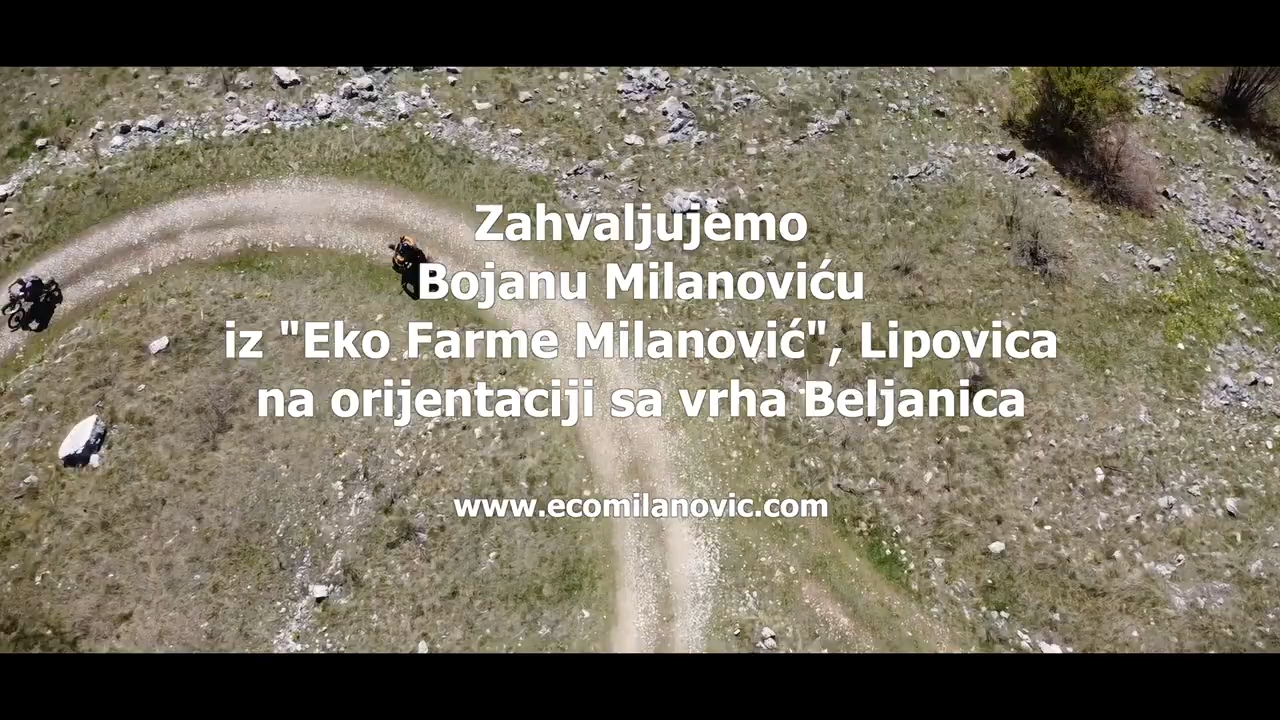 Zahvaljujemo
Bojanu Milanoviću
iz "Eko Farme Milanović", Lipovica
na orijentaciji sa vrha Beljanica
www.ecomilanovic.com